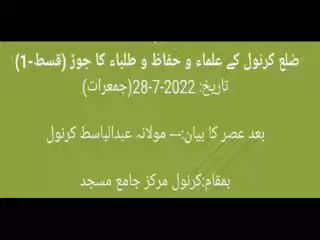 ضلع کرنول کے علماء و حفاظ و طلباء کا جوڑ (قسط-1)
تاریخ: 2022-7-28(جمعرات)
بعد عصر کا بیان:— مولانہ عبدالباسط کرنول
بمقام:کرنول مرکز جامع مسجد